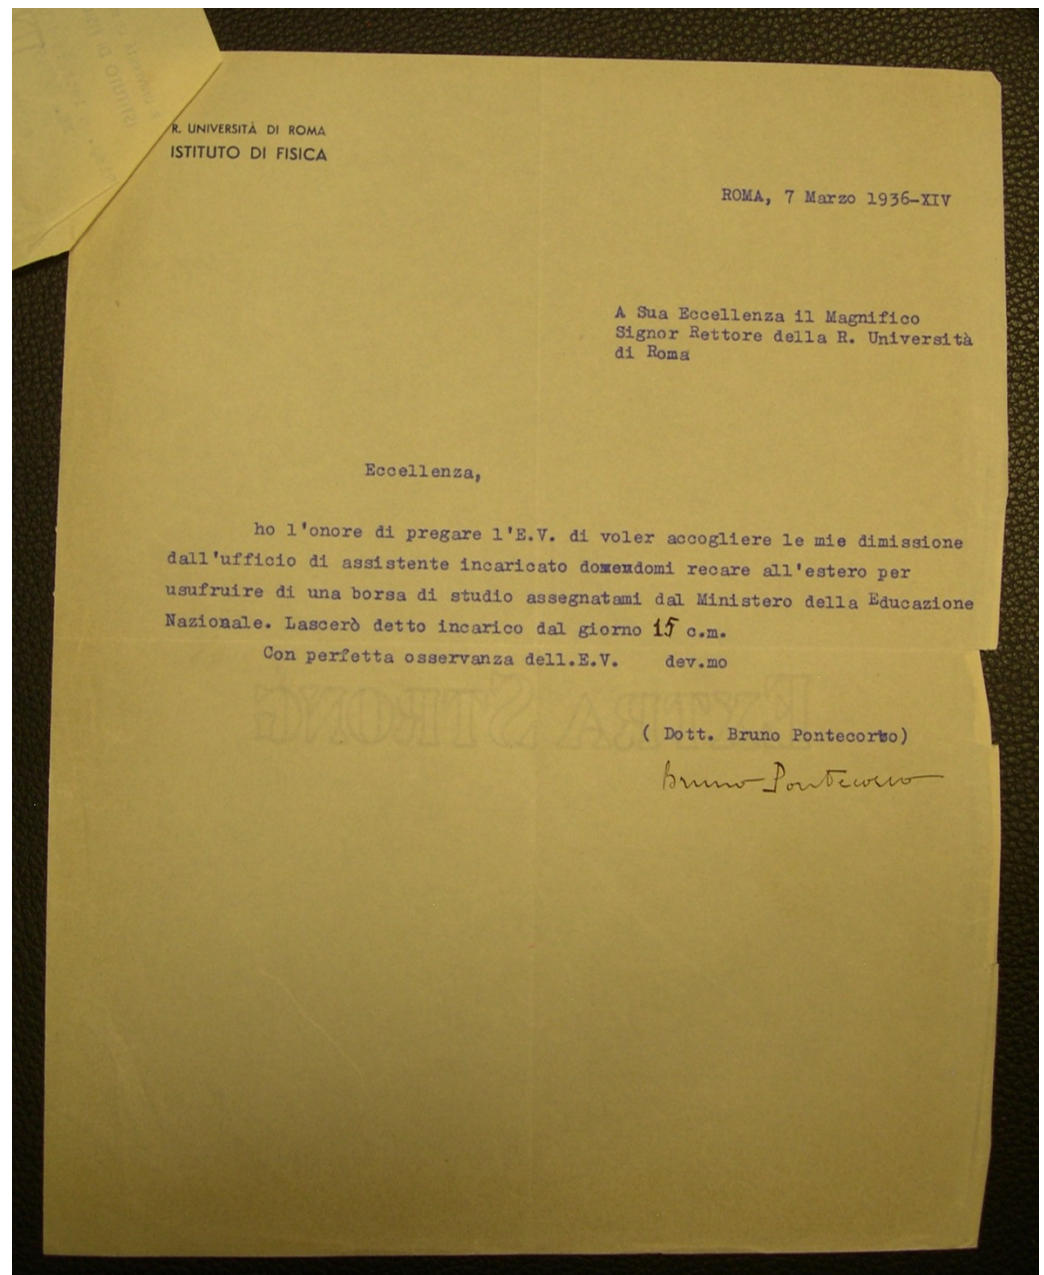 R. UNIVERSITÀ DI ROMA
ISTITUTO DI FISICA
ROMA, 7 Marzo 1936-XIV
A Sua Eccellenza il Magnifico
Signor Rettore della R. Università
di Roma
Eccellenza,
ho l'onore di pregare l'E.V. di voler accogliere le mie dimissione
dall'ufficio di assistente incaricato dovendomi recare all'estero per
usufruire di una borsa di studio assegnatami dal Ministero della Educazione
Nazionale. Lascerò detto incarico dal giorno 15 c.m.
Con perfetta osservanza dell.E.V. dev.mo
EXTRA STRONG
( Dott. Bruno Pontecorvo)
Bruno Pontecorvo